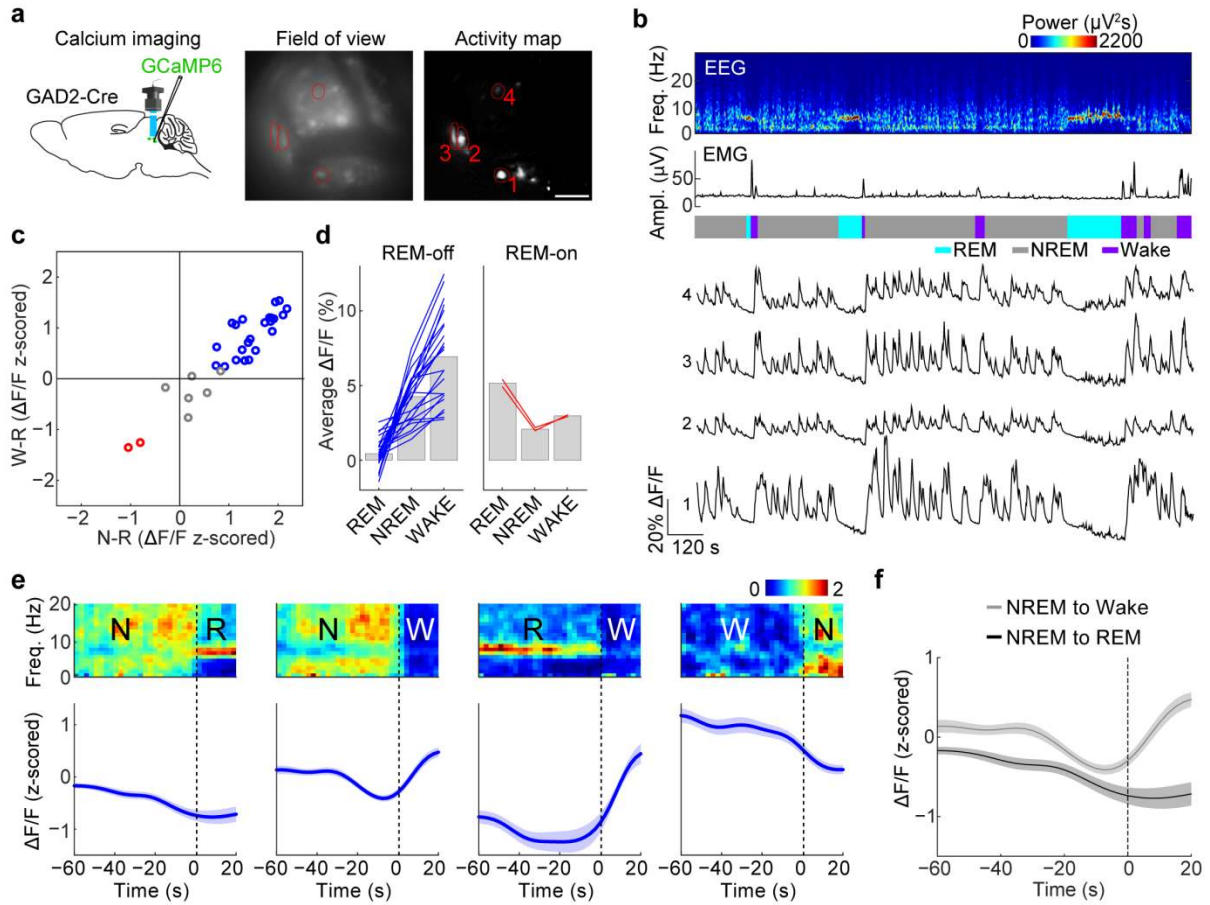 a
Calcium imaging
GCaMP6
GAD2-Cre
Field of view
Activity map
4
3
2
1
b
Power (µV²s)
0
2200
EEG
Freq. (Hz)
20
10
0
EMG
Ampl. (µV)
50
0
REM
NREM
Wake
4
3
2
1
20% ΔF/F
120 s
c
W-R (ΔF/F z-scored)
2
1
0
-1
-2
-2
-1
0
1
2
N-R (ΔF/F z-scored)
d
REM-off
REM-on
Average ΔF/F (%)
10
5
0
REM
NREM
WAKE
REM
NREM
WAKE
e
0
2
Freq. (Hz)
20
10
0
N
R
N
W
R
W
W
N
ΔF/F (z-scored)
1
0
-1
-60
-40
-20
0
20
Time (s)
-60
-40
-20
0
20
Time (s)
-60
-40
-20
0
20
Time (s)
-60
-40
-20
0
20
Time (s)
f
NREM to Wake
NREM to REM
ΔF/F (z-scored)
1
0
-1
-60
-40
-20
0
20
Time (s)